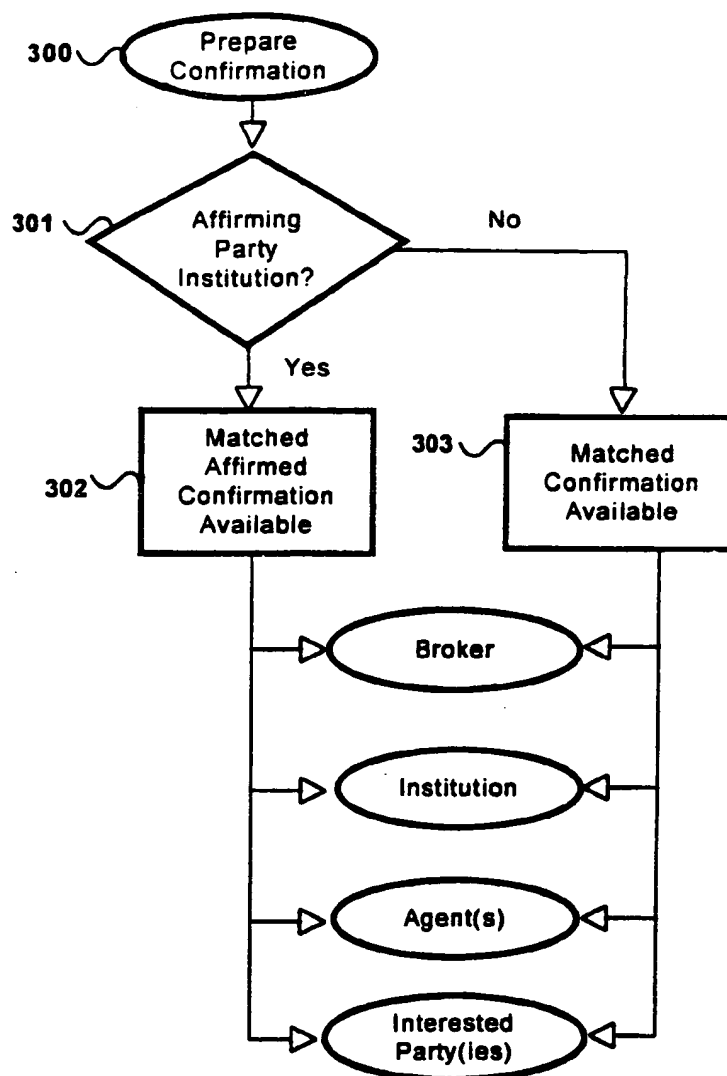 300
Prepare
Confirmation
301
Affirming
Party
Institution?
No
Yes
302
Matched
Affirmed
Confirmation
Available
303
Matched
Confirmation
Available
Broker
Institution
Agent(s)
Interested
Party(ies)